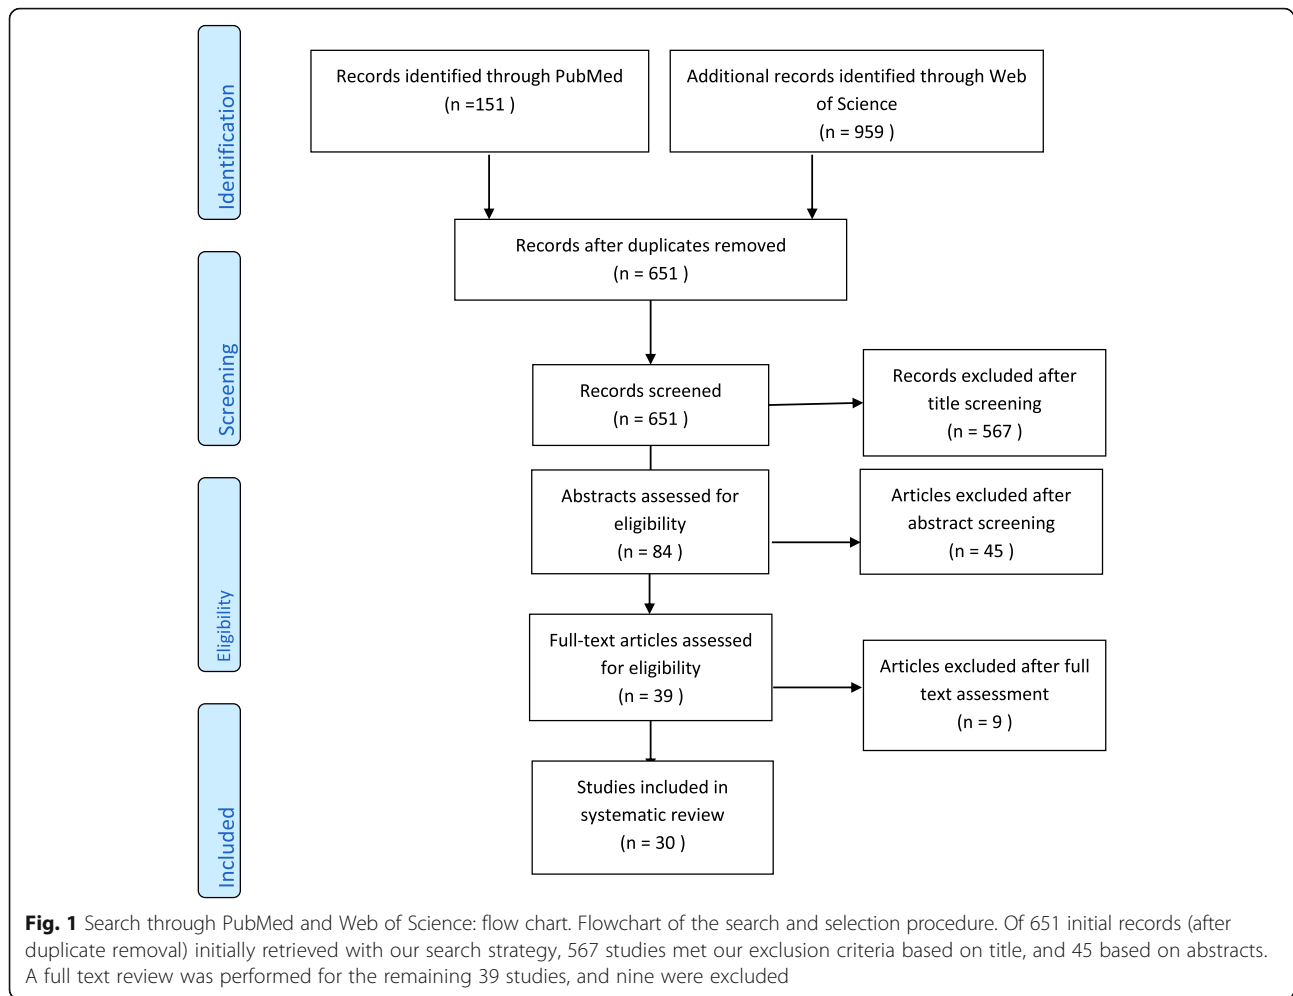 Identification
Records identified through PubMed
(n =151 )
Additional records identified through Web
of Science
(n = 959 )
Records after duplicates removed
(n = 651 )
Screening
Records screened
(n = 651 )
Records excluded after
title screening
(n = 567 )
Eligibility
Abstracts assessed for
eligibility
(n = 84 )
Articles excluded after
abstract screening
(n = 45 )
Full-text articles assessed
for eligibility
(n = 39 )
Articles excluded after full
text assessment
(n = 9 )
Included
Studies included in
systematic review
(n = 30 )
Fig. 1 Search through PubMed and Web of Science: flow chart. Flowchart of the search and selection procedure. Of 651 initial records (after
duplicate removal) initially retrieved with our search strategy, 567 studies met our exclusion criteria based on title, and 45 based on abstracts.
A full text review was performed for the remaining 39 studies, and nine were excluded